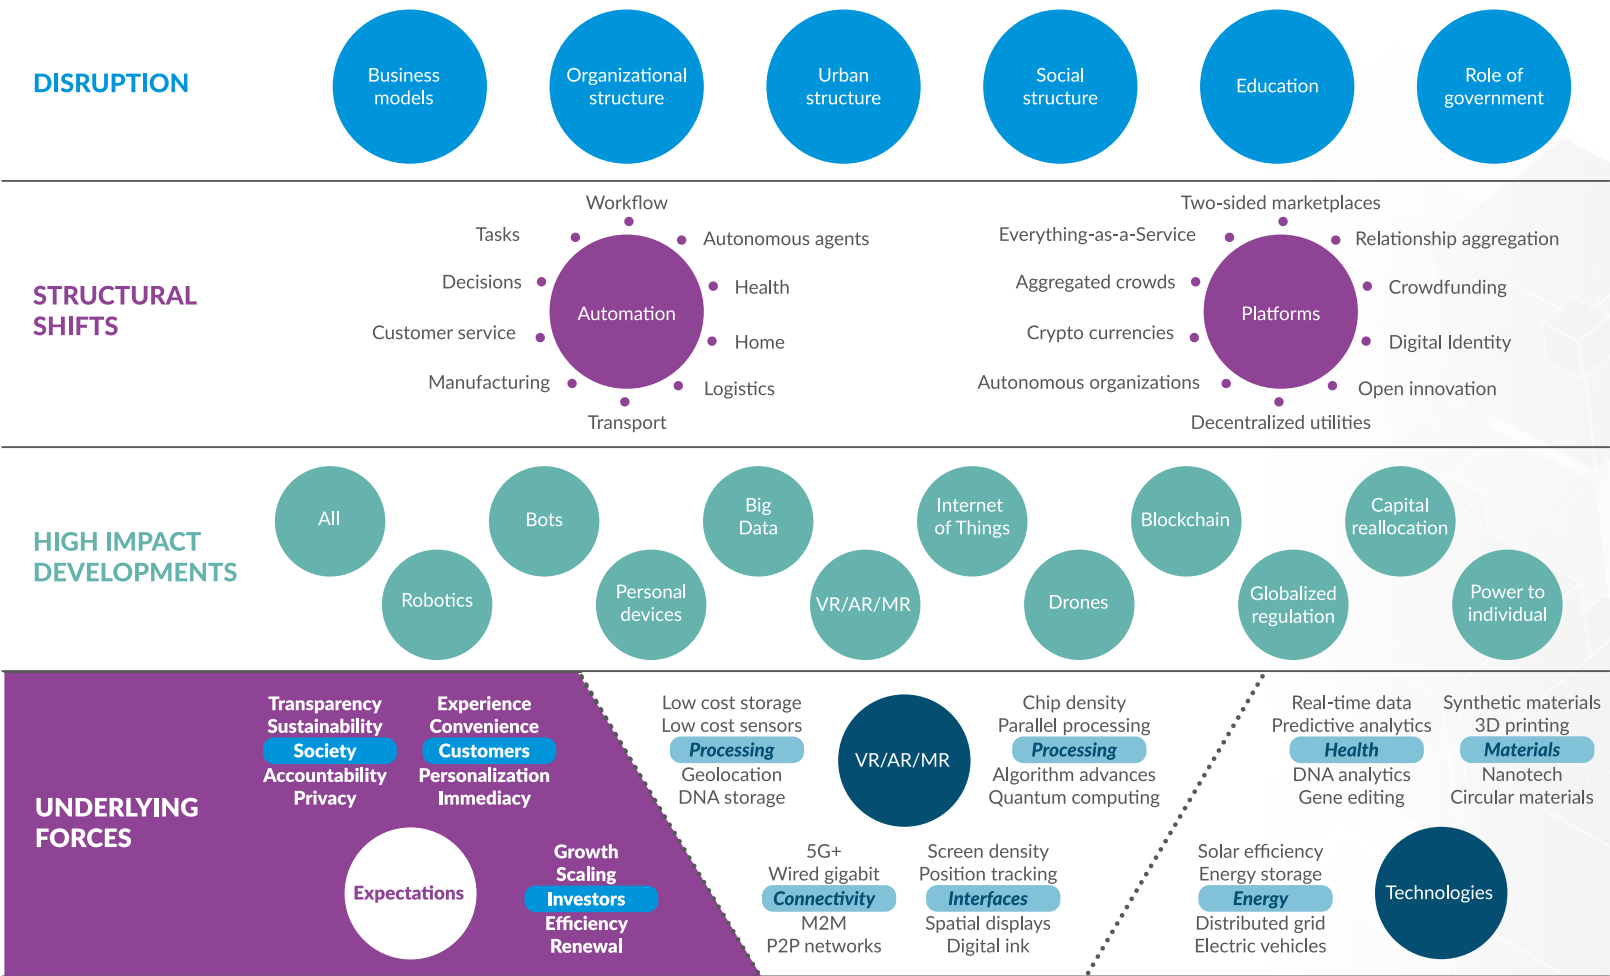 DISRUPTION
Business
models
Organizational
structure
Urban
structure
Social
structure
Education
Role of
government
STRUCTURAL
SHIFTS
Workflow
Tasks
Autonomous agents
Decisions
Health
Automation
Customer service
Home
Manufacturing
Logistics
Transport
Two-sided marketplaces
Everything-as-a-Service
Relationship aggregation
Aggregated crowds
Crowdfunding
Platforms
Crypto currencies
Digital Identity
Autonomous organizations
Open innovation
Decentralized utilities
HIGH IMPACT
DEVELOPMENTS
All
Robotics
Bots
Personal
devices
Big
Data
VR/AR/MR
Internet
of Things
Drones
Blockchain
Globalized
regulation
Capital
reallocation
Power to
individual
UNDERLYING
FORCES
Transparency
Sustainability
Society
Accountability
Privacy
Experience
Convenience
Customers
Personalization
Immediacy
Expectations
Growth
Scaling
Investors
Efficiency
Renewal
Low cost storage
Low cost sensors
Processing
Geolocation
DNA storage
VR/AR/MR
Chip density
Parallel processing
Processing
Algorithm advances
Quantum computing
5G+
Wired gigabit
Connectivity
M2M
P2P networks
Screen density
Position tracking
Interfaces
Spatial displays
Digital ink
Real-time data
Predictive analytics
Health
DNA analytics
Gene editing
Synthetic materials
3D printing
Materials
Nanotech
Circular materials
Solar efficiency
Energy storage
Energy
Distributed grid
Electric vehicles
Technologies